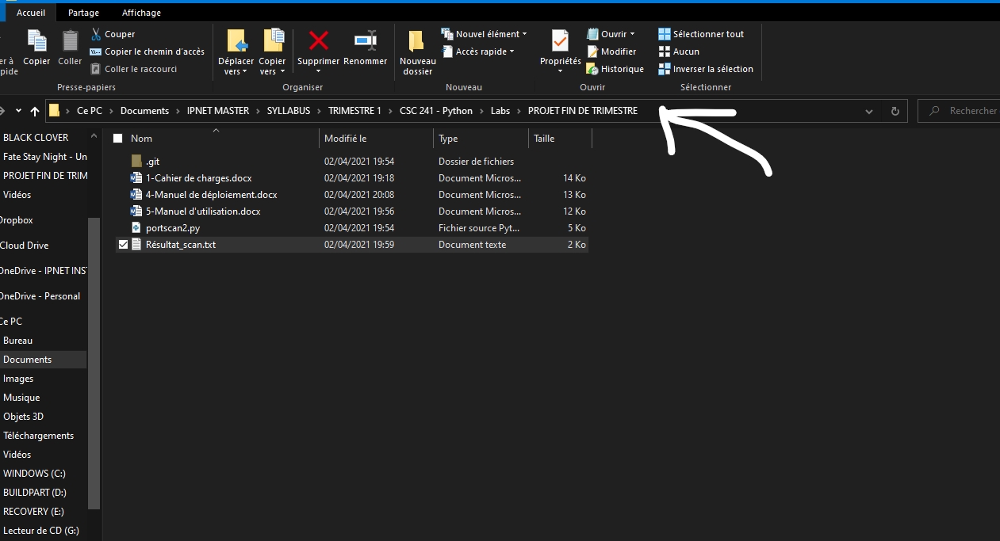 Accueil Partage Affichage
er à
pide
Copier
Coller
Couper
Copier le chemin d'accès
Coller le raccourci
Presse-papiers
Déplacer
vers
Copier
vers
Supprimer
Renommer
Organiser
Nouveau
dossier
Nouvel élément
Accès rapide
Nouveau
Propriétés
Ouvrir
Modifier
Historique
Ouvrir
Sélectionner tout
Aucun
Inverser la sélection
Sélectionner
Ce PC Documents IPNET MASTER SYLLABUS TRIMESTRE 1 CSC 241 - Python Labs PROJET FIN DE TRIMESTRE
Rechercher
BLACK CLOVER
Fate Stay Night - Un
PROJET FIN DE TRIM
Vidéos
Dropbox
Cloud Drive
OneDrive - IPNET INST
OneDrive - Personal
Ce PC
Bureau
Documents
Images
Musique
Objets 3D
Téléchargements
Vidéos
WINDOWS (C:)
BUILDPART (D:)
RECOVERY (E:)
Lecteur de CD (G:)
Nom Modifié le Type Taille
.git 02/04/2021 19:54 Dossier de fichiers
1-Cahier de charges.docx 02/04/2021 19:18 Document Micros... 14 Ko
4-Manuel de déploiement.docx 02/04/2021 20:08 Document Micros... 13 Ko
5-Manuel d'utilisation.docx 02/04/2021 19:56 Document Micros... 12 Ko
portscan2.py 02/04/2021 19:54 Fichier source Pyt... 5 Ko
Résultat_scan.txt 02/04/2021 19:59 Document texte 2 Ko